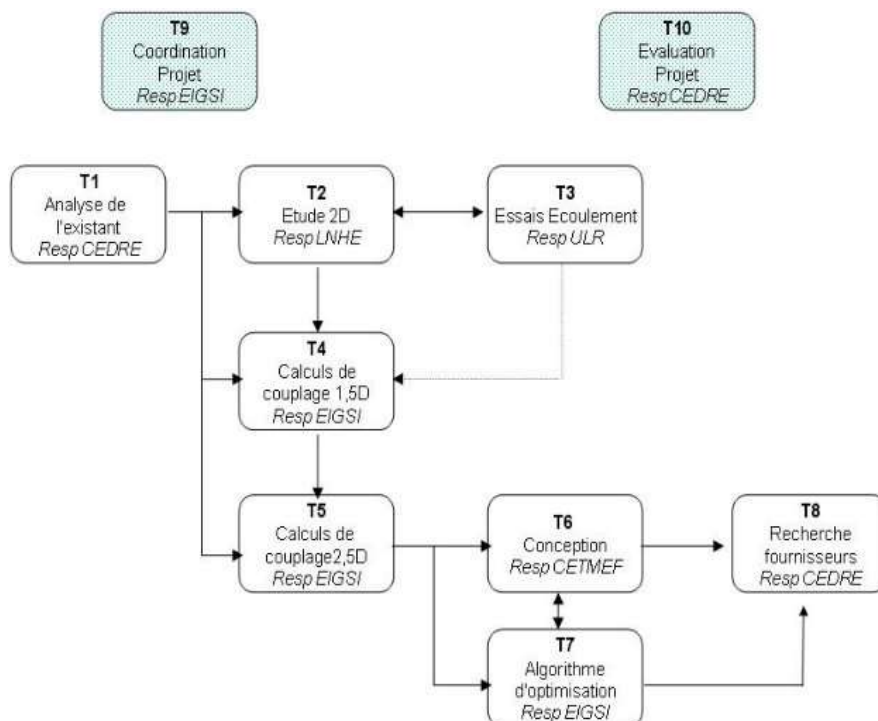 T9
Coordination
Projet
Resp EIGSI
T10
Evaluation
Projet
Resp CEDRE
T1
Analyse de
l'existant
Resp CEDRE
T2
Etude 2D
Resp LNHE
T3
Essais Ecoulement
Resp ULR
T4
Calculs de
couplage 1,5D
Resp EIGSI
T5
Calculs de
couplage2,5D
Resp EIGSI
T6
Conception
Resp CETMEF
T8
Recherche
fournisseurs
Resp CEDRE
T7
Algorithme
d'optimisation
Resp EIGSI